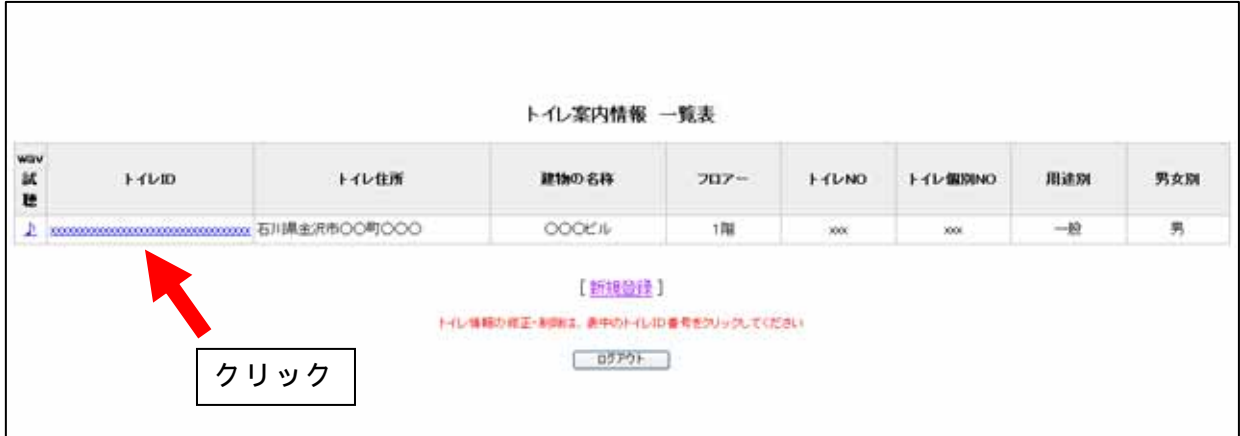 トイレ案内情報 一覧表
wav試聴 トイレID トイレ住所 建物の名称 フロアー トイレNO トイレ個別NO 用途別 男女別
♪ xxxxxxxxxxxxxxxxxxxxxxxxxxxxxxxx 石川県金沢市〇〇町〇〇〇 〇〇〇ビル 1階 xxx xxx 一般 男
[ 新規登録 ]
トイレ情報の修正・削除は、表中のトイレID番号をクリックしてください
ログアウト
クリック